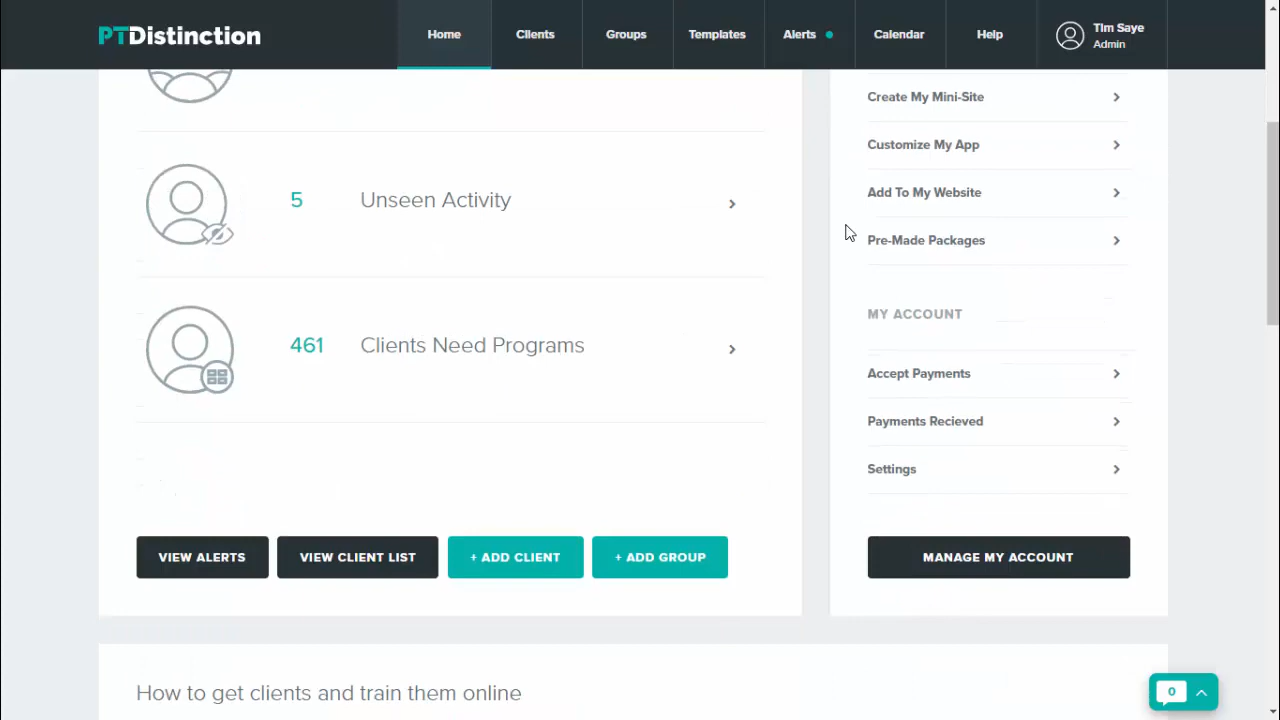 PTDistinction
Home
Clients
Groups
Templates
Alerts
Calendar
Help
Tim Saye
Admin
5 Unseen Activity
461 Clients Need Programs
VIEW ALERTS
VIEW CLIENT LIST
+ ADD CLIENT
+ ADD GROUP
Create My Mini-Site
Customize My App
Add To My Website
Pre-Made Packages
MY ACCOUNT
Accept Payments
Payments Recieved
Settings
MANAGE MY ACCOUNT
How to get clients and train them online
0